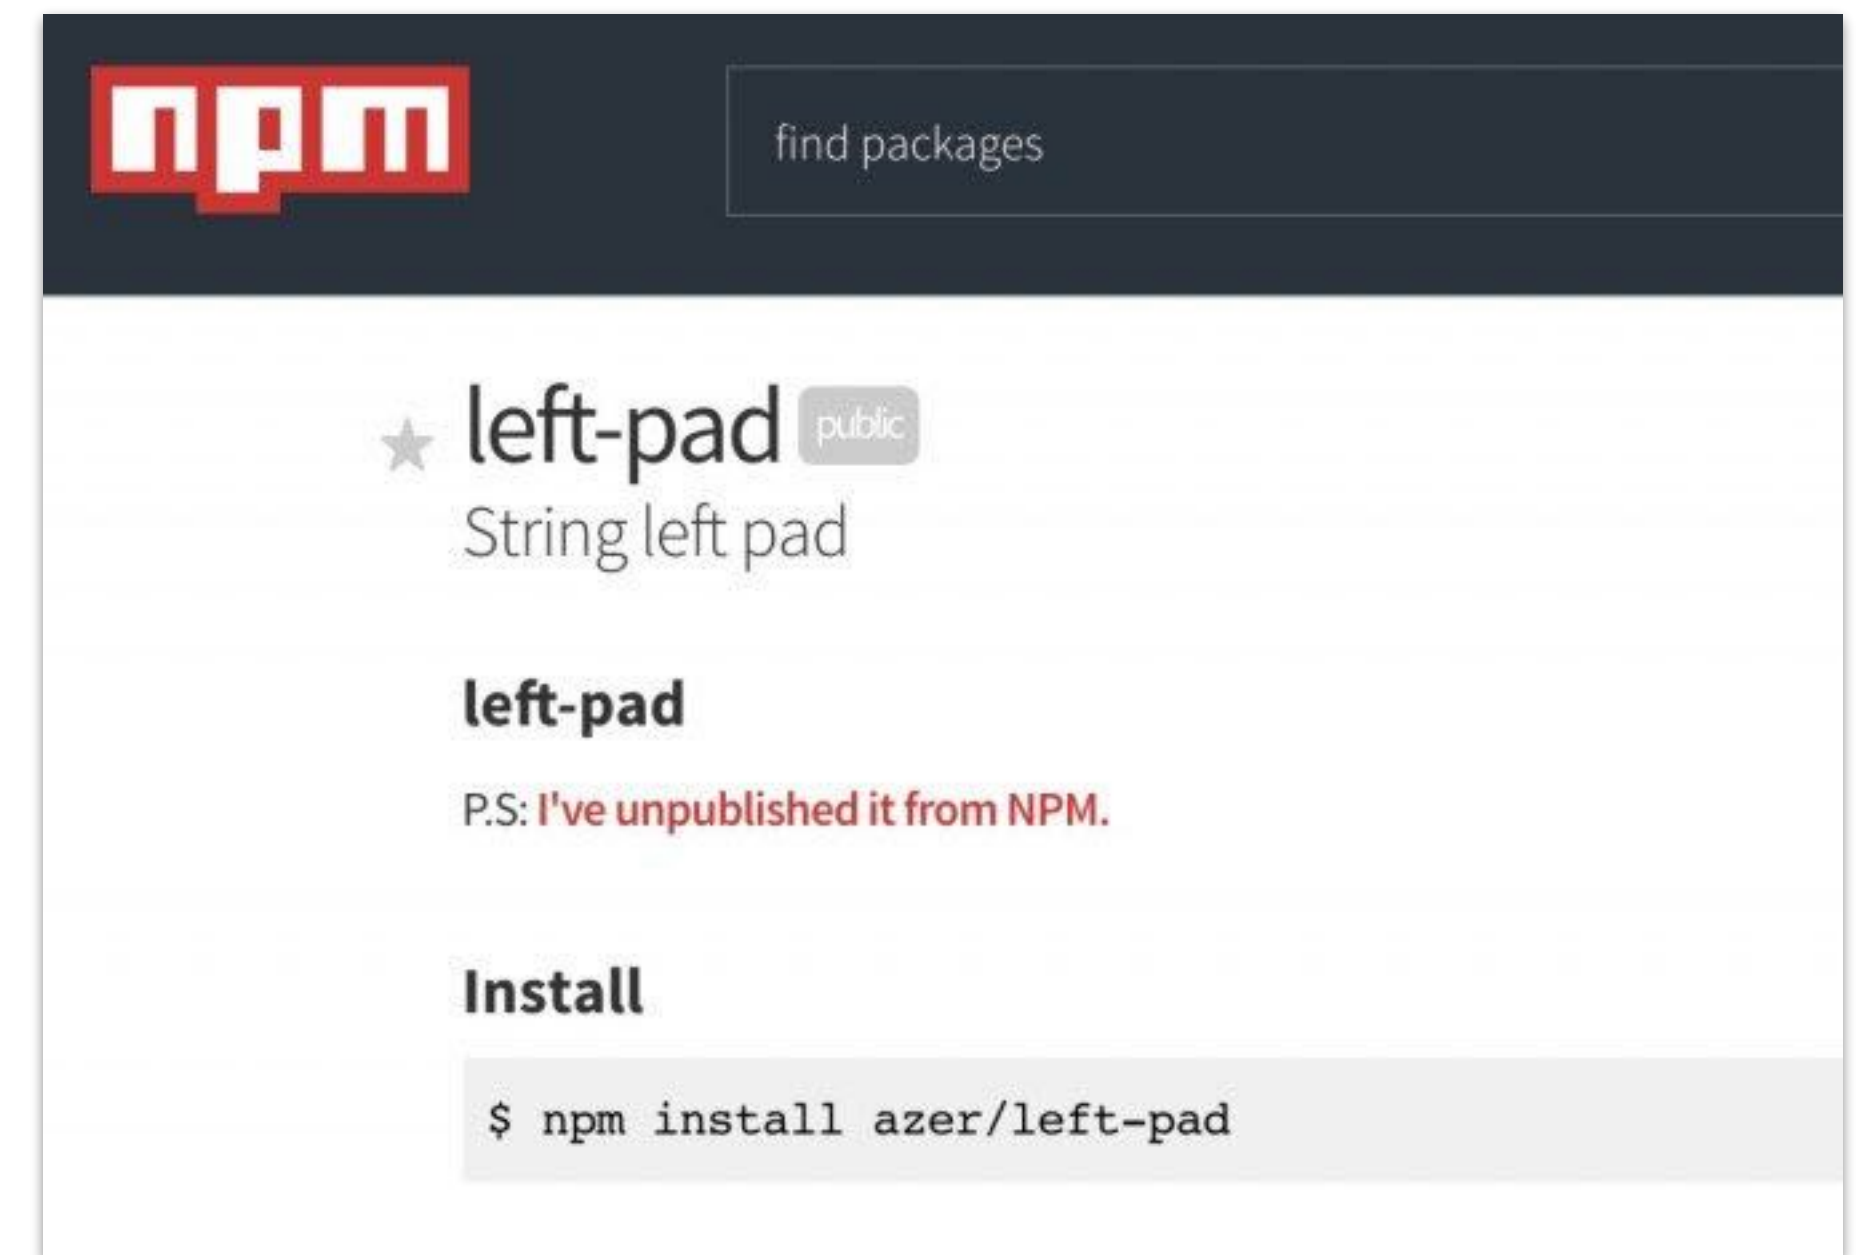 npm
find packages
left-pad public
String left pad
left-pad
P.S: I've unpublished it from NPM.
Install
$ npm install azer/left-pad